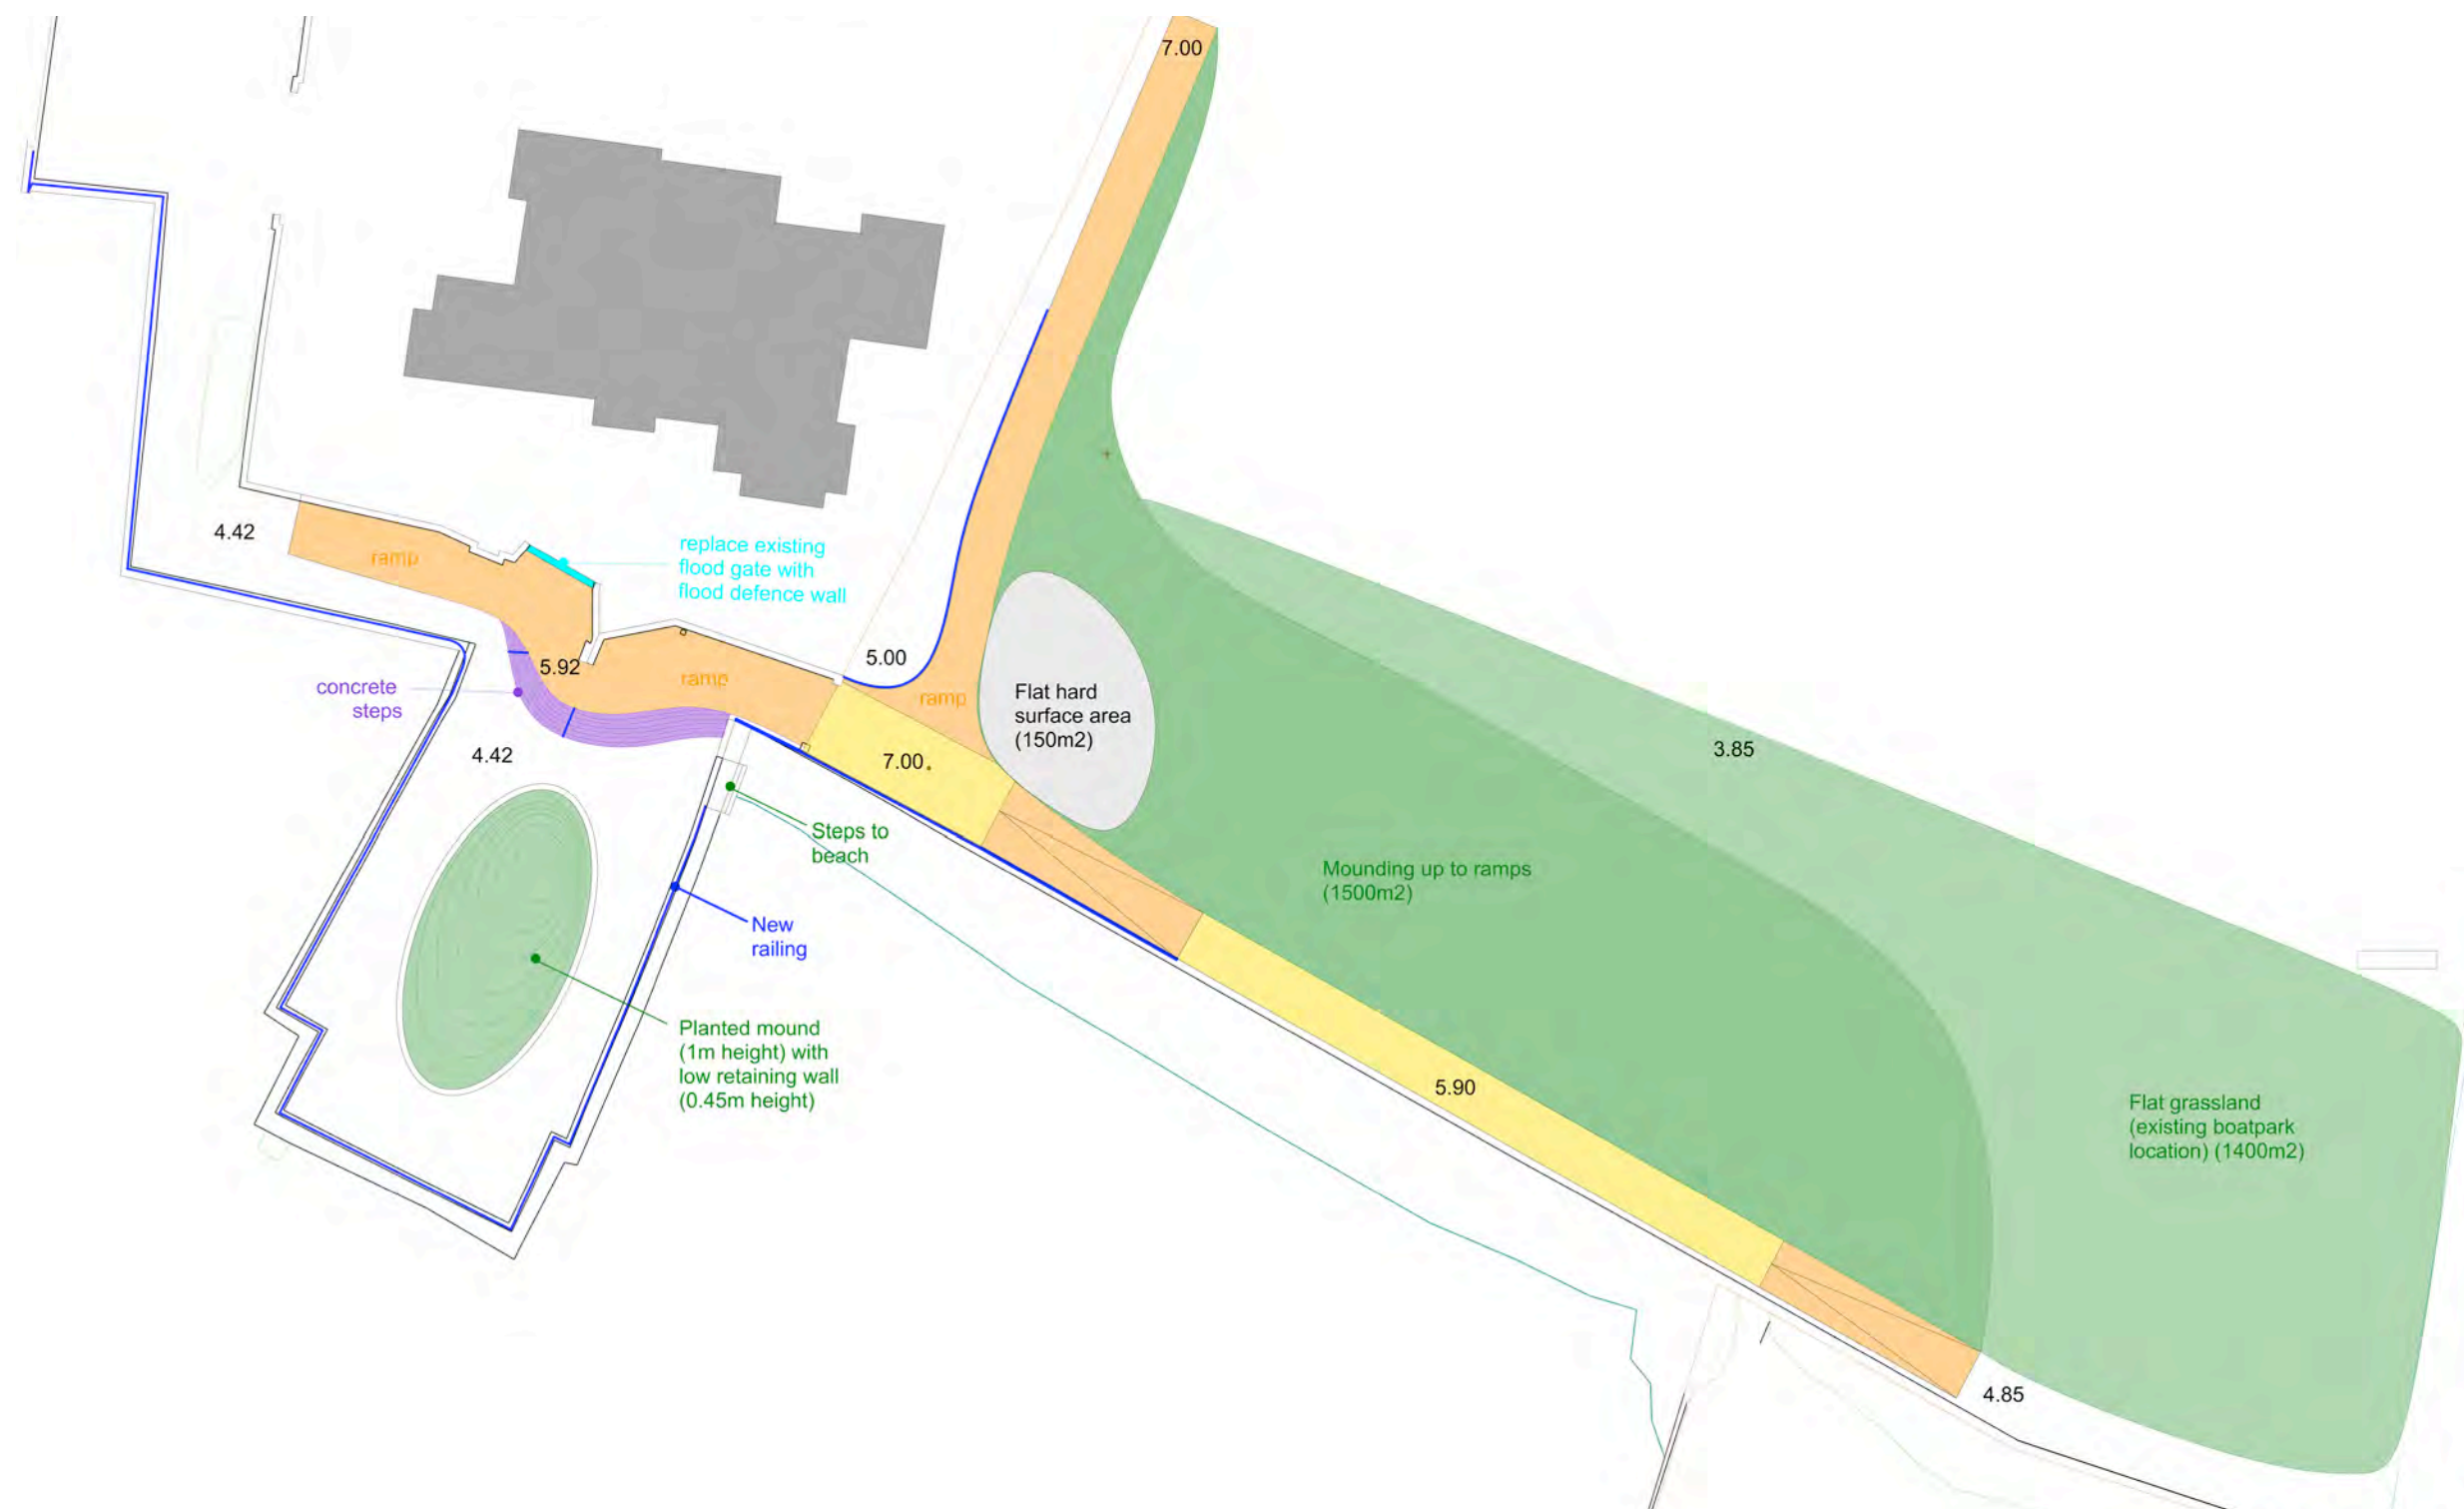 7.00
4.42
ramp
replace existing
flood gate with
flood defence wall
5.92
ramp
5.00
ramp
concrete
steps
4.42
Flat hard
surface area
(150m2)
7.00
3.85
Steps to
beach
Mounding up to ramps
(1500m2)
New
railing
Planted mound
(1m height) with
low retaining wall
(0.45m height)
5.90
Flat grassland
(existing boatpark
location) (1400m2)
4.85